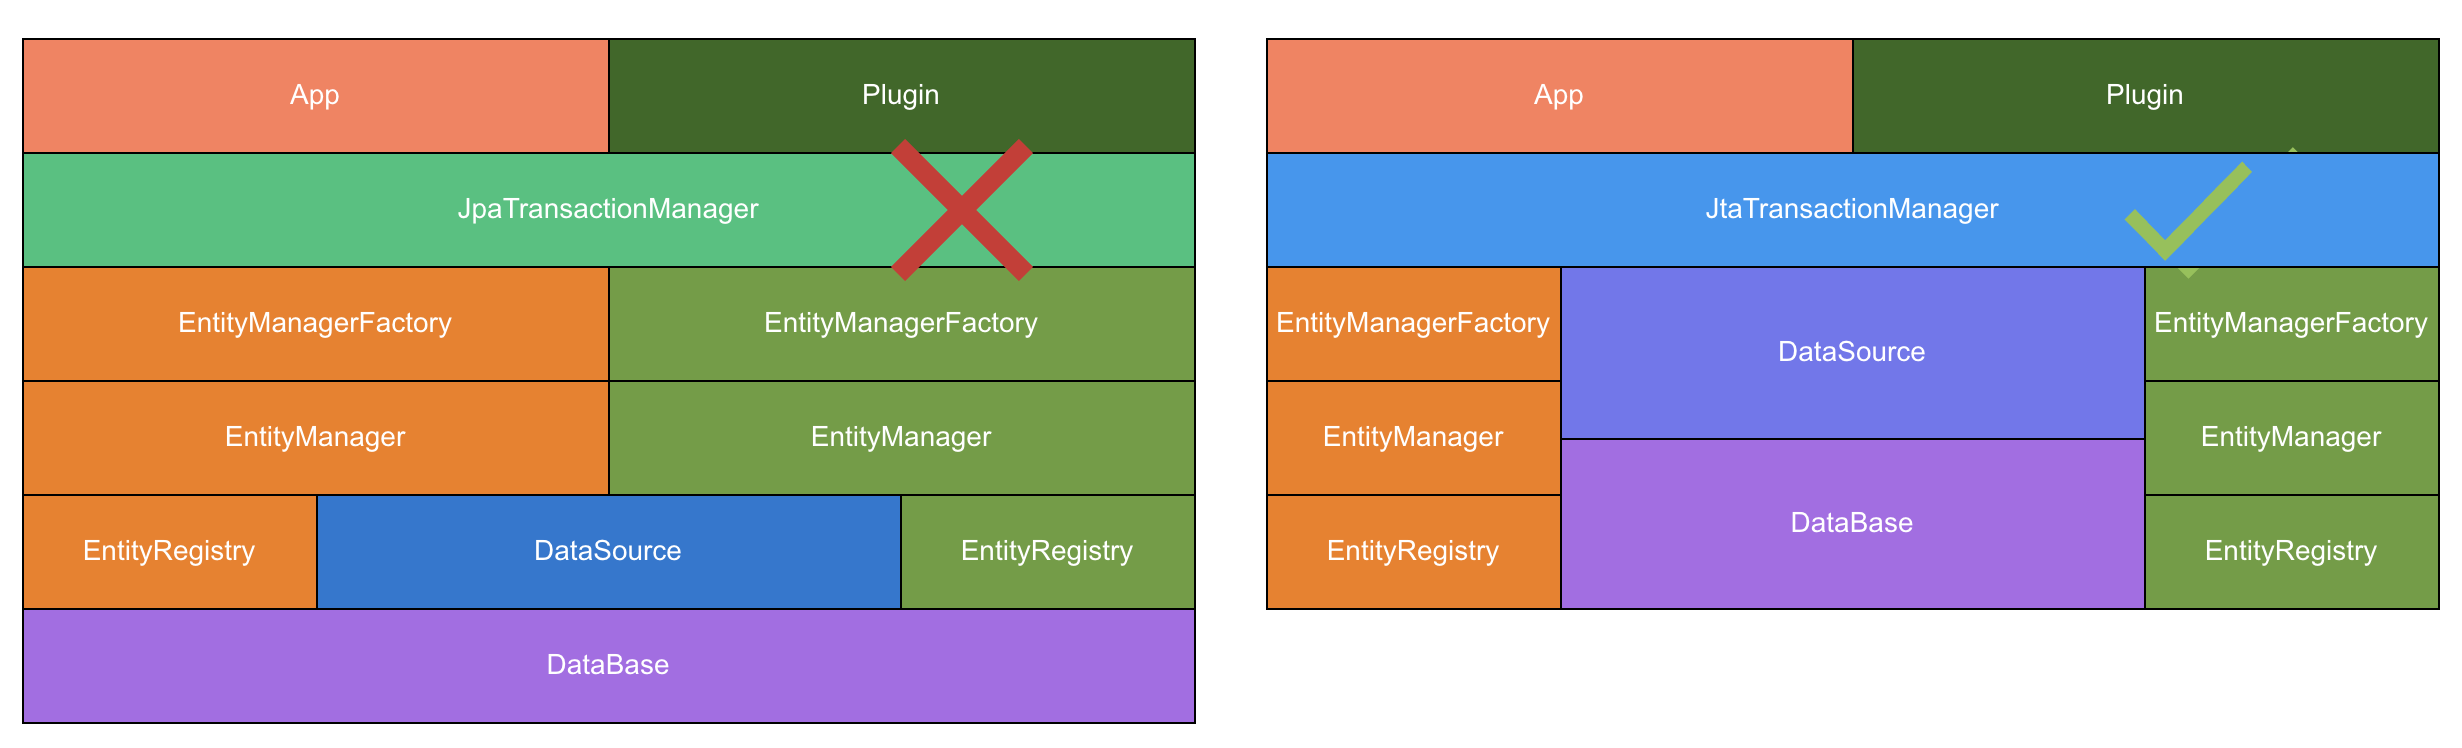 App
Plugin
JpaTransactionManager
EntityManagerFactory
EntityManagerFactory
EntityManager
EntityManager
EntityRegistry
DataSource
EntityRegistry
DataBase
App
Plugin
JtaTransactionManager
EntityManagerFactory
DataSource
EntityManagerFactory
EntityManager
EntityManager
DataBase
EntityRegistry
EntityRegistry